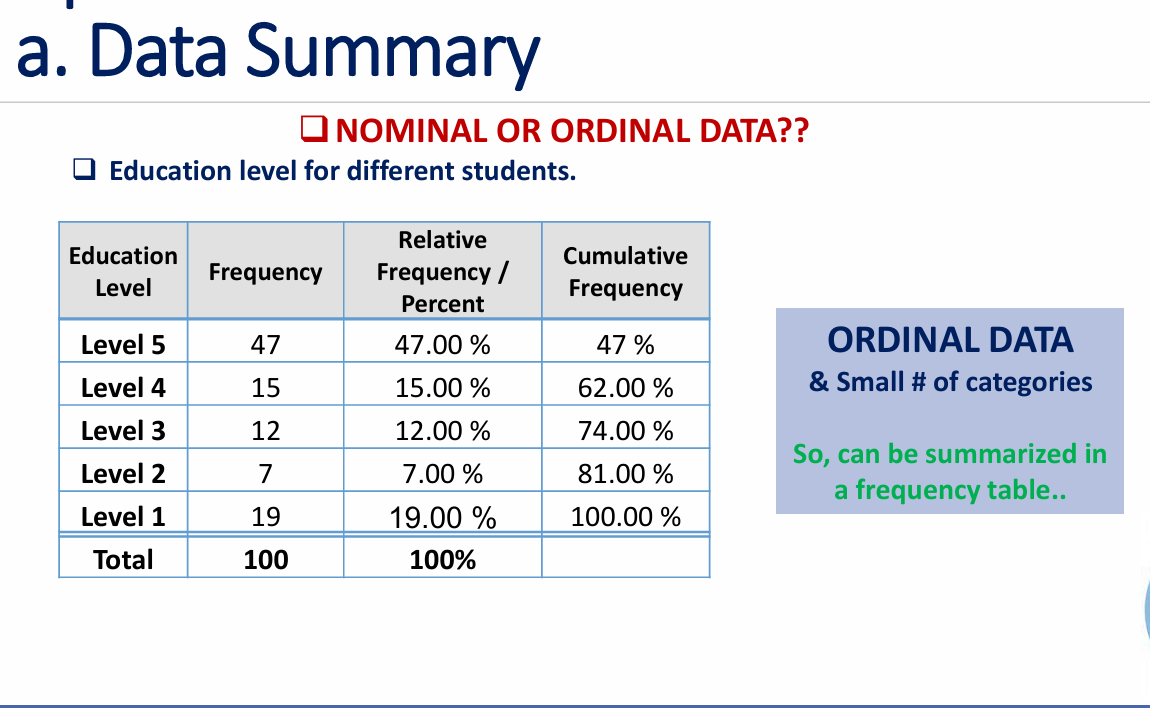 a. Data Summary
NOMINAL OR ORDINAL DATA??
Education level for different students.
Education Level Frequency Relative Frequency / Percent Cumulative Frequency
Level 5 47 47.00 % 47 %
Level 4 15 15.00 % 62.00 %
Level 3 12 12.00 % 74.00 %
Level 2 7 7.00 % 81.00 %
Level 1 19 19.00 % 100.00 %
Total 100 100%
ORDINAL DATA
& Small # of categories
So, can be summarized in
a frequency table..